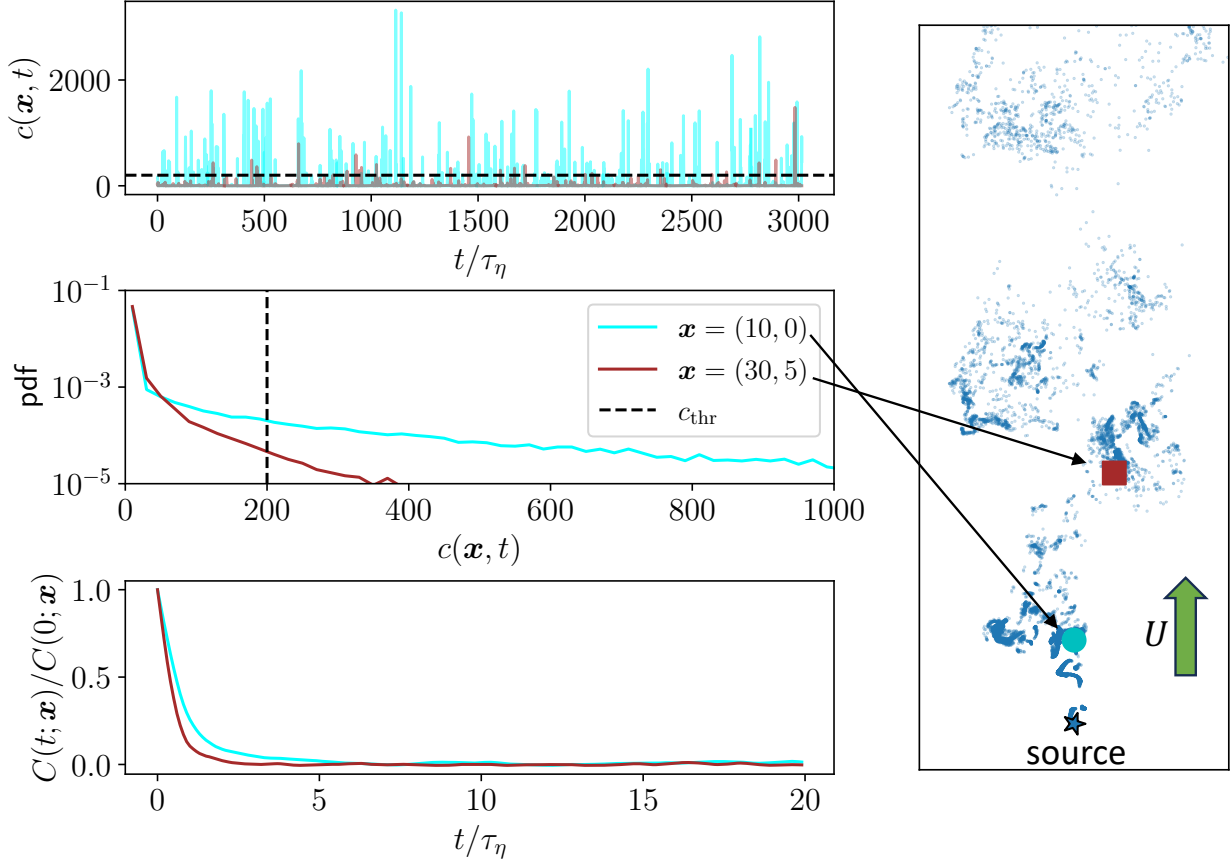 c(x, t)
2000
0
0 500 1000 1500 2000 2500 3000
t/τ_η
pdf
10⁻¹
10⁻³
10⁻⁵
x = (10, 0)
x = (30, 5)
c_thr
0 200 400 600 800 1000
c(x, t)
C(t; x)/C(0; x)
1.0
0.5
0.0
0 5 10 15 20
t/τ_η
U
source